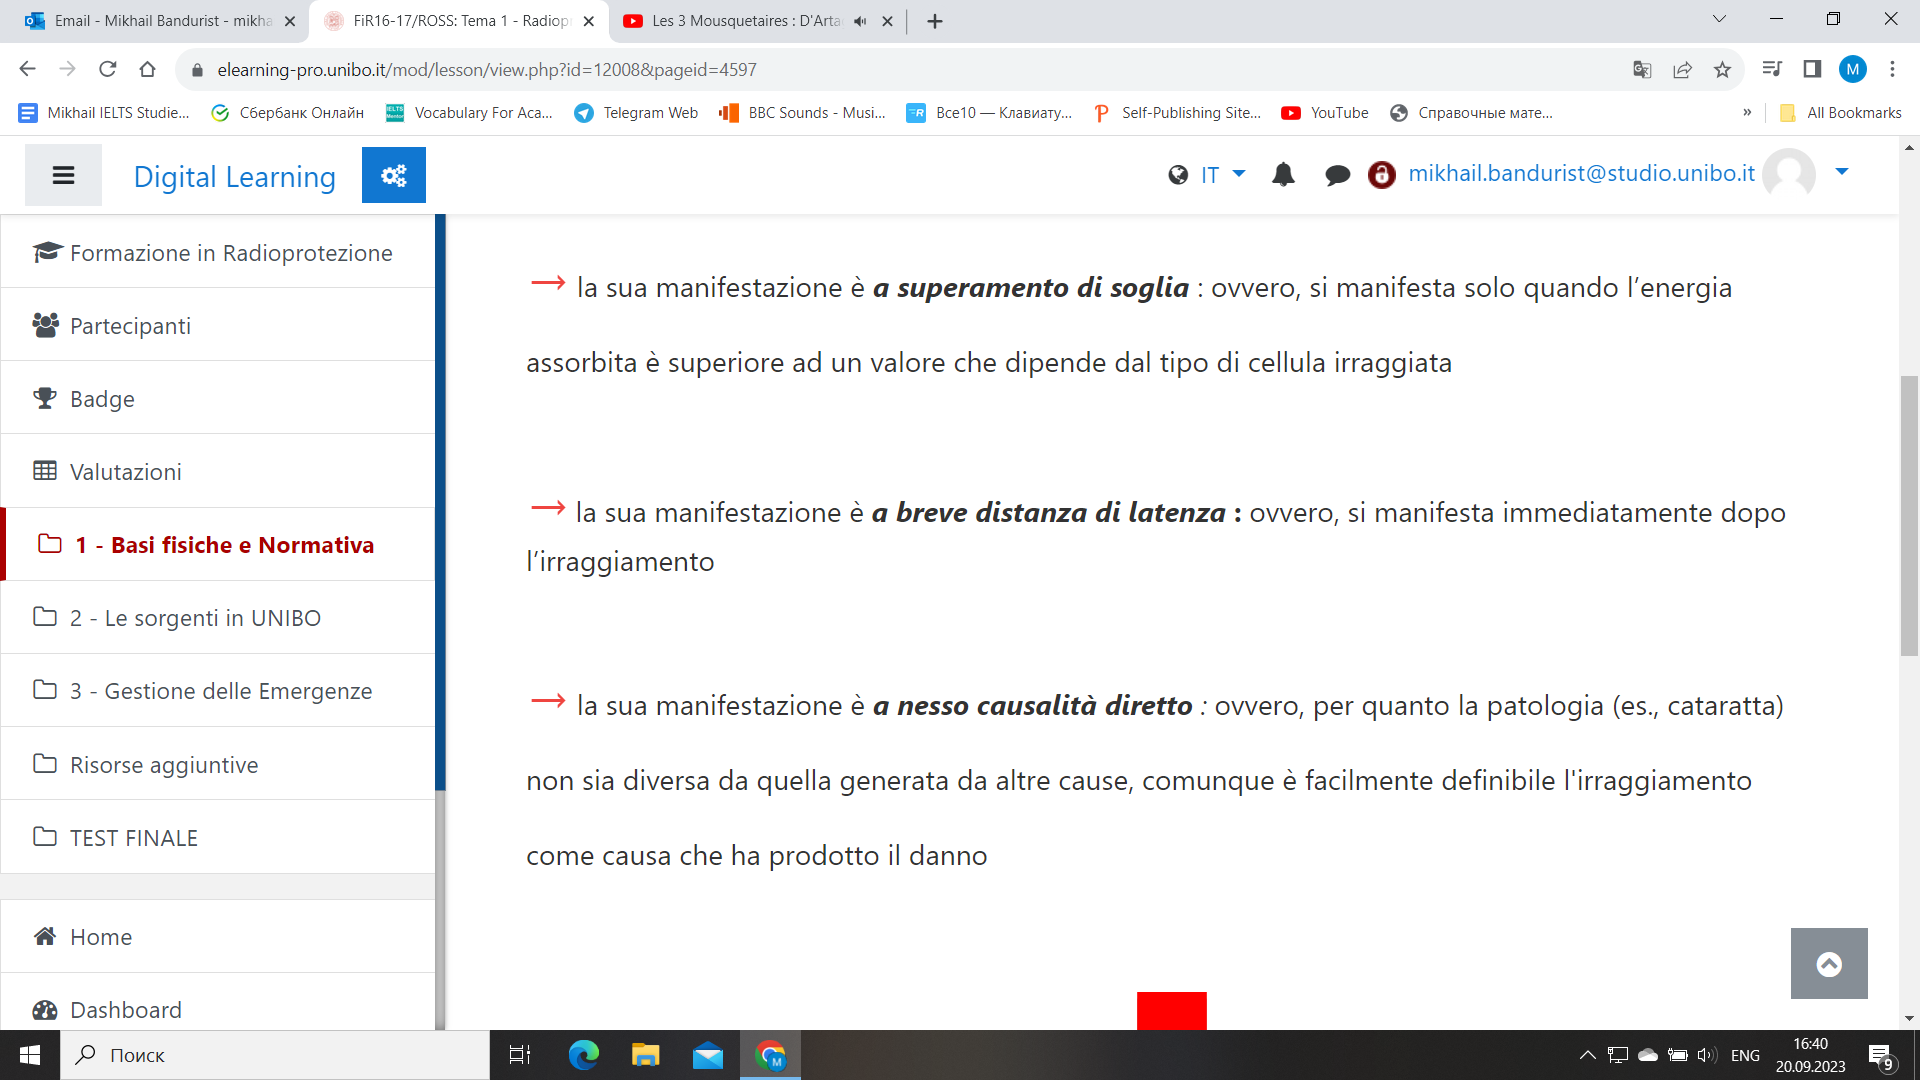 Email - Mikhail Bandurist - mikha
FiR16-17/ROSS: Tema 1 - Radiop
Les 3 Mousquetaires : D'Arta
elearning-pro.unibo.it/mod/lesson/view.php?id=12008&pageid=4597
M
Mikhail IELTS Studie...
Сбербанк Онлайн
Vocabulary For Aca...
Telegram Web
BBC Sounds - Musi...
Все10 — Клавиату...
Self-Publishing Site...
YouTube
Справочные мате...
»
All Bookmarks
Digital Learning
IT
mikhail.bandurist@studio.unibo.it
Formazione in Radioprotezione
Partecipanti
Badge
Valutazioni
1 - Basi fisiche e Normativa
2 - Le sorgenti in UNIBO
3 - Gestione delle Emergenze
Risorse aggiuntive
TEST FINALE
Home
Dashboard
→ la sua manifestazione è a superamento di soglia : ovvero, si manifesta solo quando l’energia
assorbita è superiore ad un valore che dipende dal tipo di cellula irraggiata
→ la sua manifestazione è a breve distanza di latenza : ovvero, si manifesta immediatamente dopo
l’irraggiamento
→ la sua manifestazione è a nesso causalità diretto : ovvero, per quanto la patologia (es., cataratta)
non sia diversa da quella generata da altre cause, comunque è facilmente definibile l'irraggiamento
come causa che ha prodotto il danno
Поиск
M
ENG
16:40
20.09.2023
9